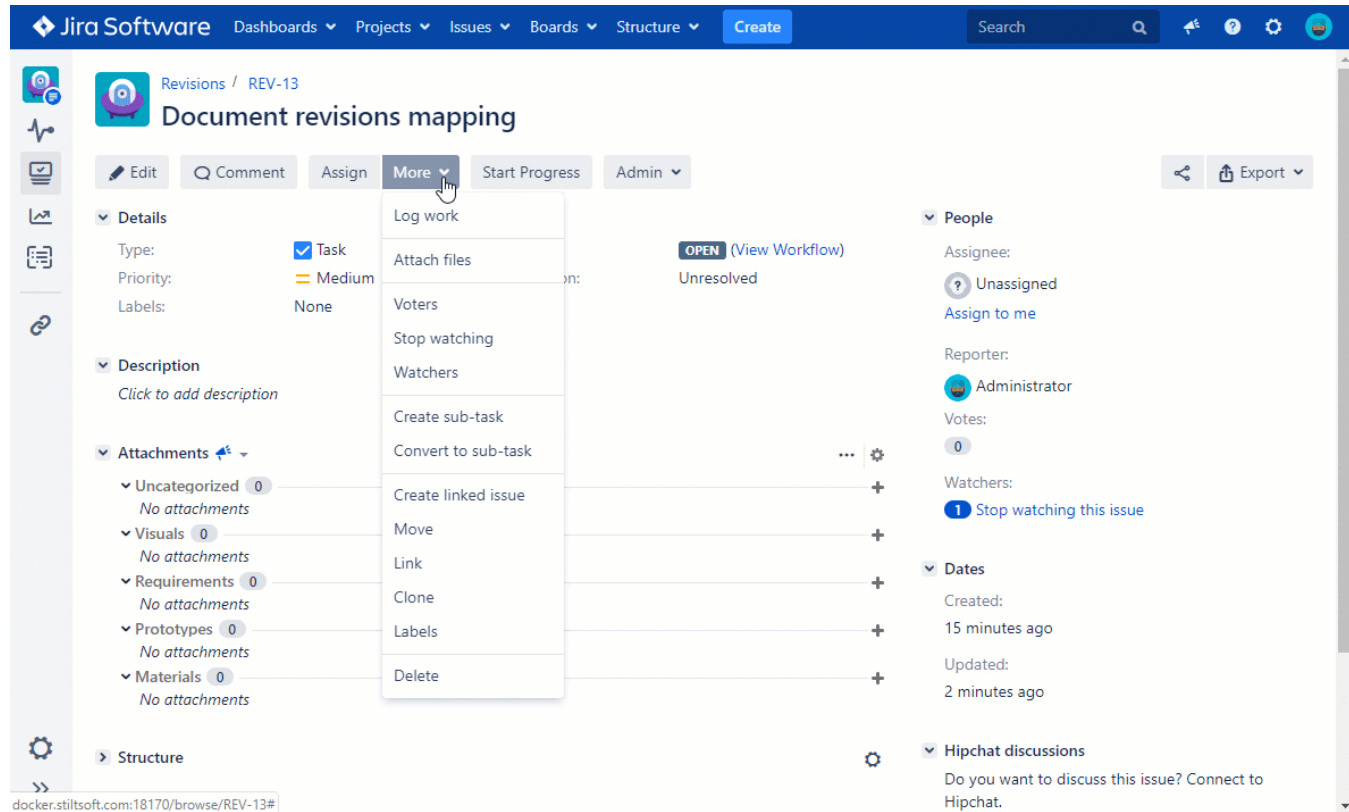 Jira Software Dashboards Projects Issues Boards Structure Create Search
Revisions / REV-13
Document revisions mapping
Edit Comment Assign More Start Progress Admin Export
Log work
Attach files
Voters
Stop watching
Watchers
Create sub-task
Convert to sub-task
Create linked issue
Move
Link
Clone
Labels
Delete
Details
Type: Task OPEN (View Workflow)
Priority: Medium on: Unresolved
Labels: None
Description
Click to add description
Attachments
Uncategorized 0
No attachments
Visuals 0
No attachments
Requirements 0
No attachments
Prototypes 0
No attachments
Materials 0
No attachments
Structure
People
Assignee:
Unassigned
Assign to me
Reporter:
Administrator
Votes:
0
Watchers:
1 Stop watching this issue
Dates
Created:
15 minutes ago
Updated:
2 minutes ago
Hipchat discussions
Do you want to discuss this issue? Connect to
Hipchat.
docker.stiltsoft.com:18170/browse/REV-13#